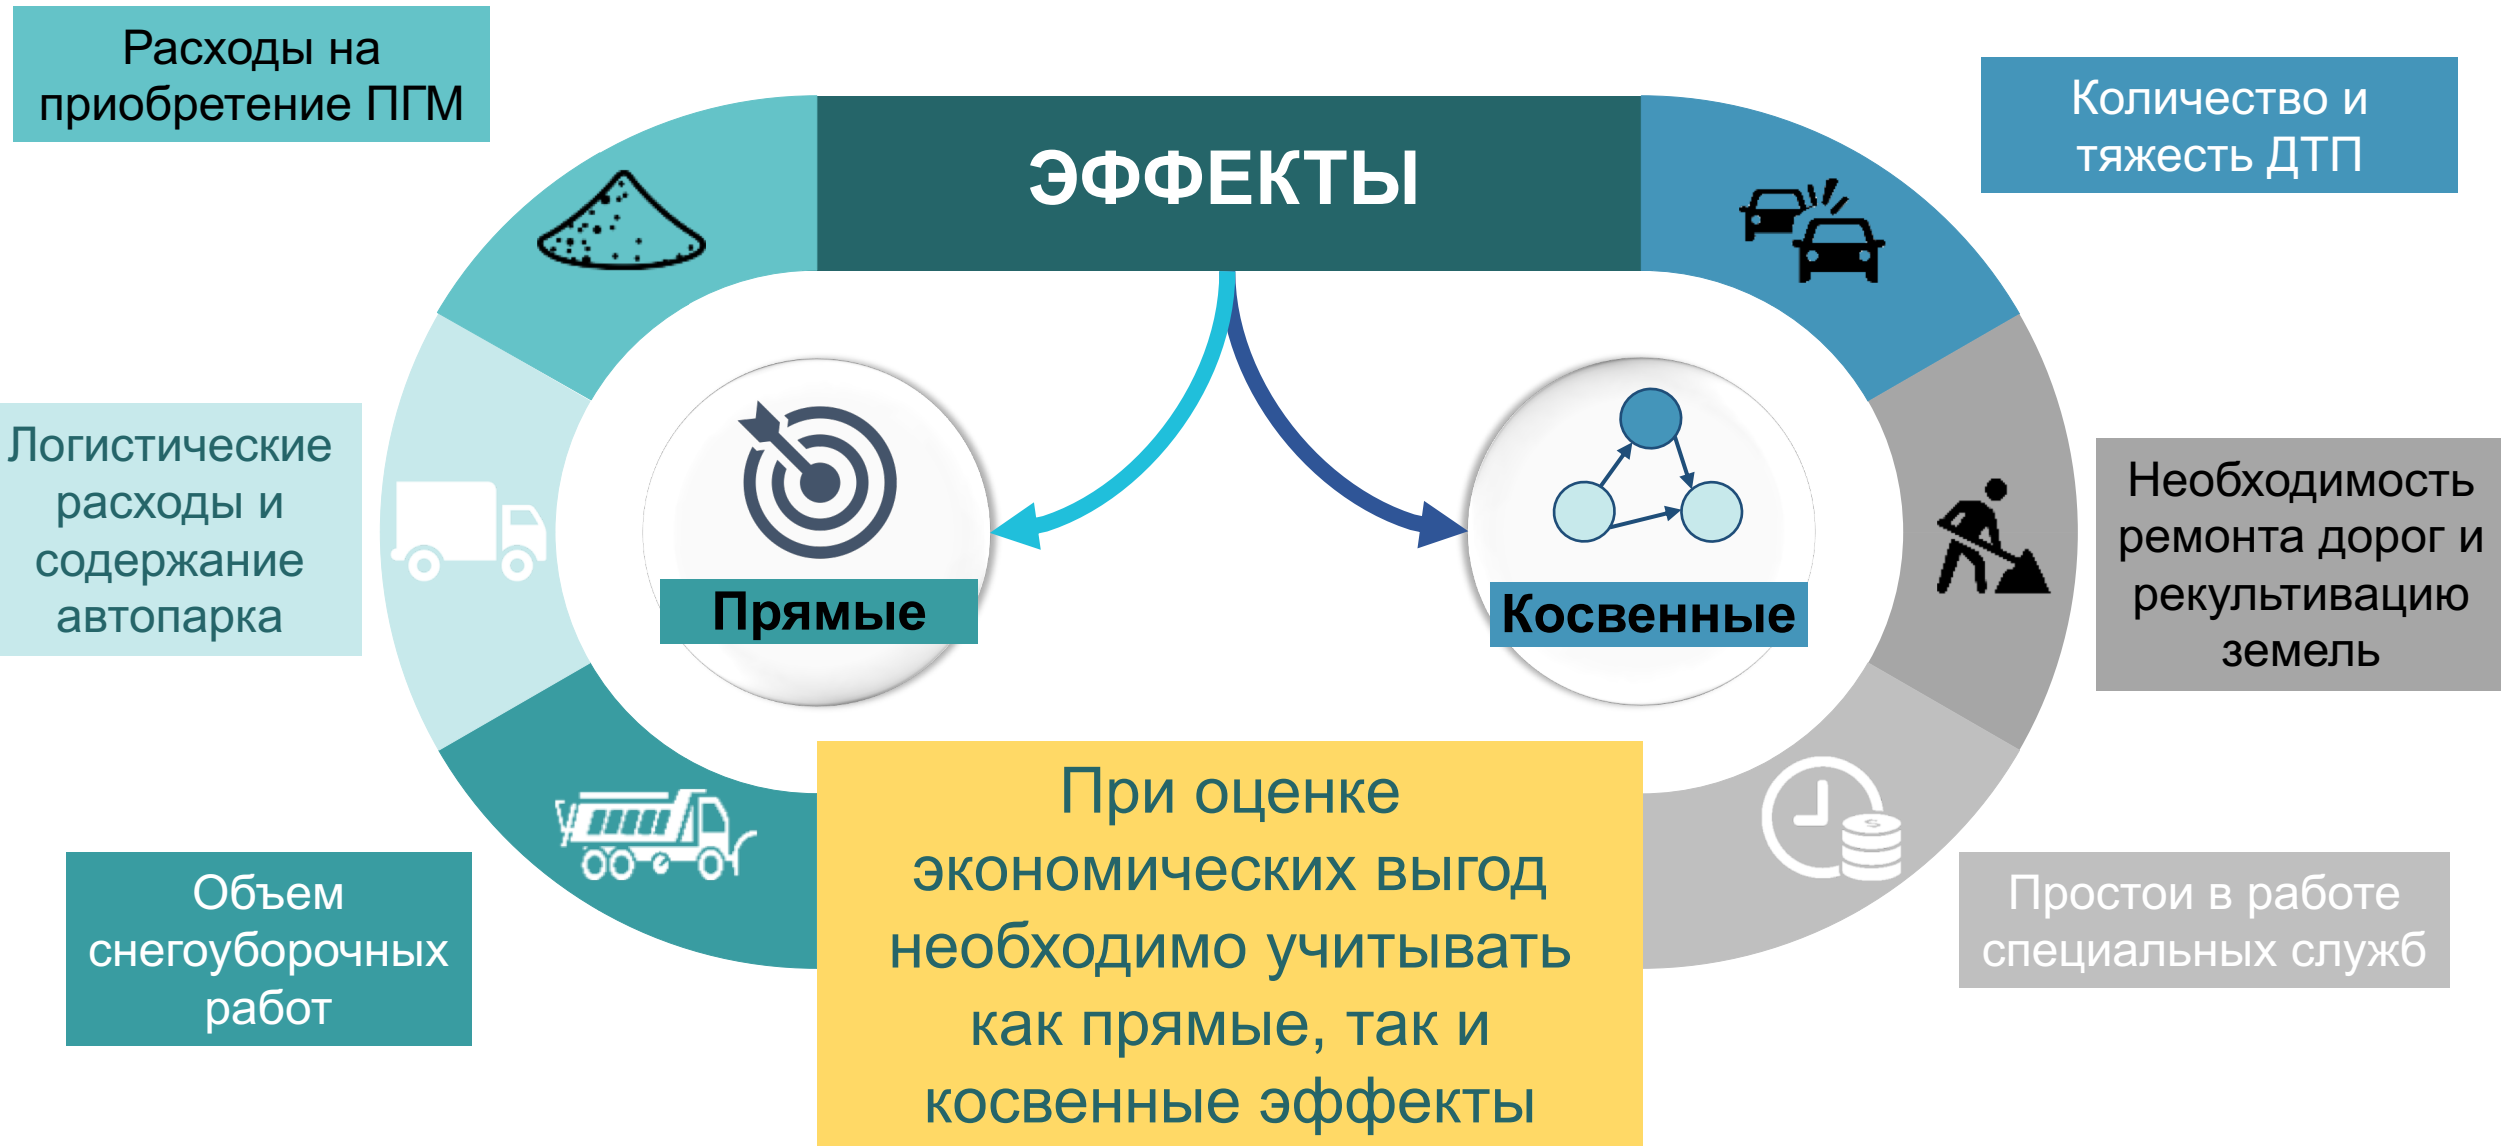 Расходы на
приобретение ПГМ
ЭФФЕКТЫ
Количество и
тяжесть ДТП
Логистические
расходы и
содержание
автопарка
Прямые
Косвенные
Необходимость
ремонта дорог и
рекультивацию
земель
Объем
снегоуборочных
работ
При оценке
экономических выгод
необходимо учитывать
как прямые, так и
косвенные эффекты
$
Простои в работе
специальных служб